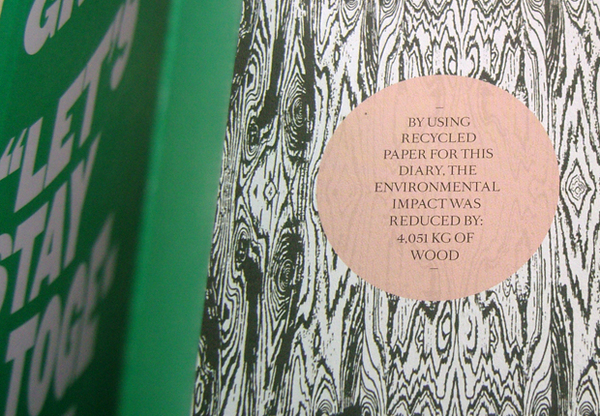 "LET'S
STAY
BY USING
RECYCLED
PAPER FOR THIS
DIARY, THE
ENVIRONMENTAL
IMPACT WAS
REDUCED BY:
4,051 KG OF
WOOD